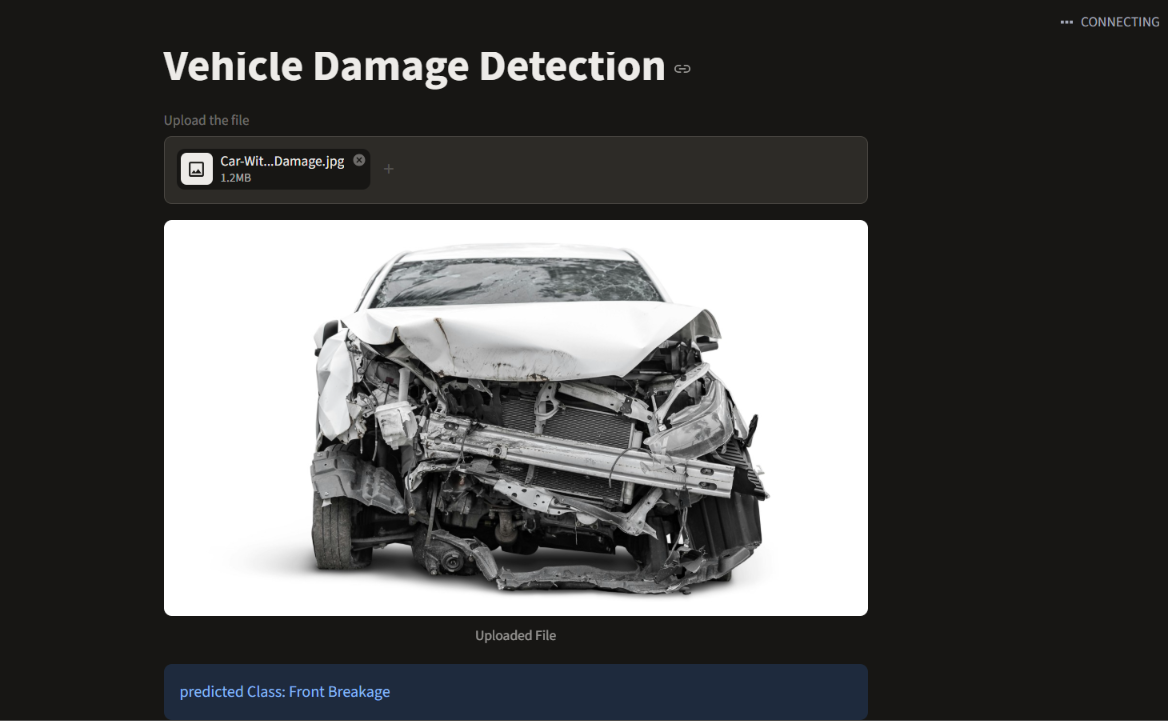 CONNECTING
Vehicle Damage Detection
Upload the file
Car-Wit...Damage.jpg
1.2MB
Uploaded File
predicted Class: Front Breakage